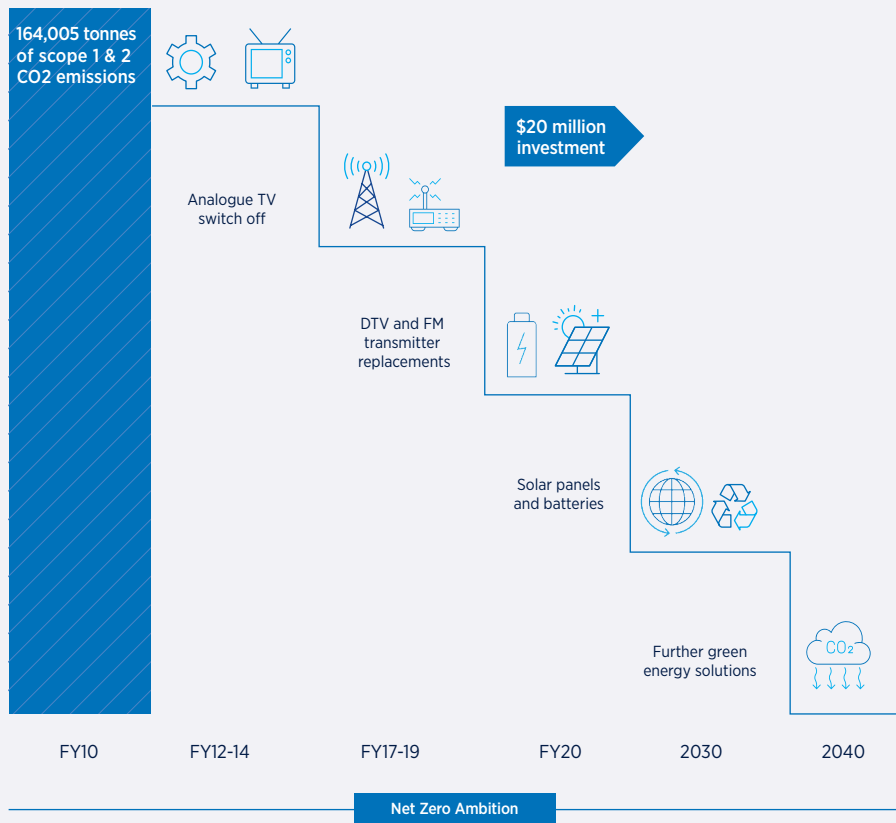 164,005 tonnes
of scope 1 & 2
CO2 emissions
$20 million
investment
Analogue TV
switch off
DTV and FM
transmitter
replacements
Solar panels
and batteries
Further green
energy solutions
CO₂
FY10
FY12-14
FY17-19
FY20
2030
2040
Net Zero Ambition